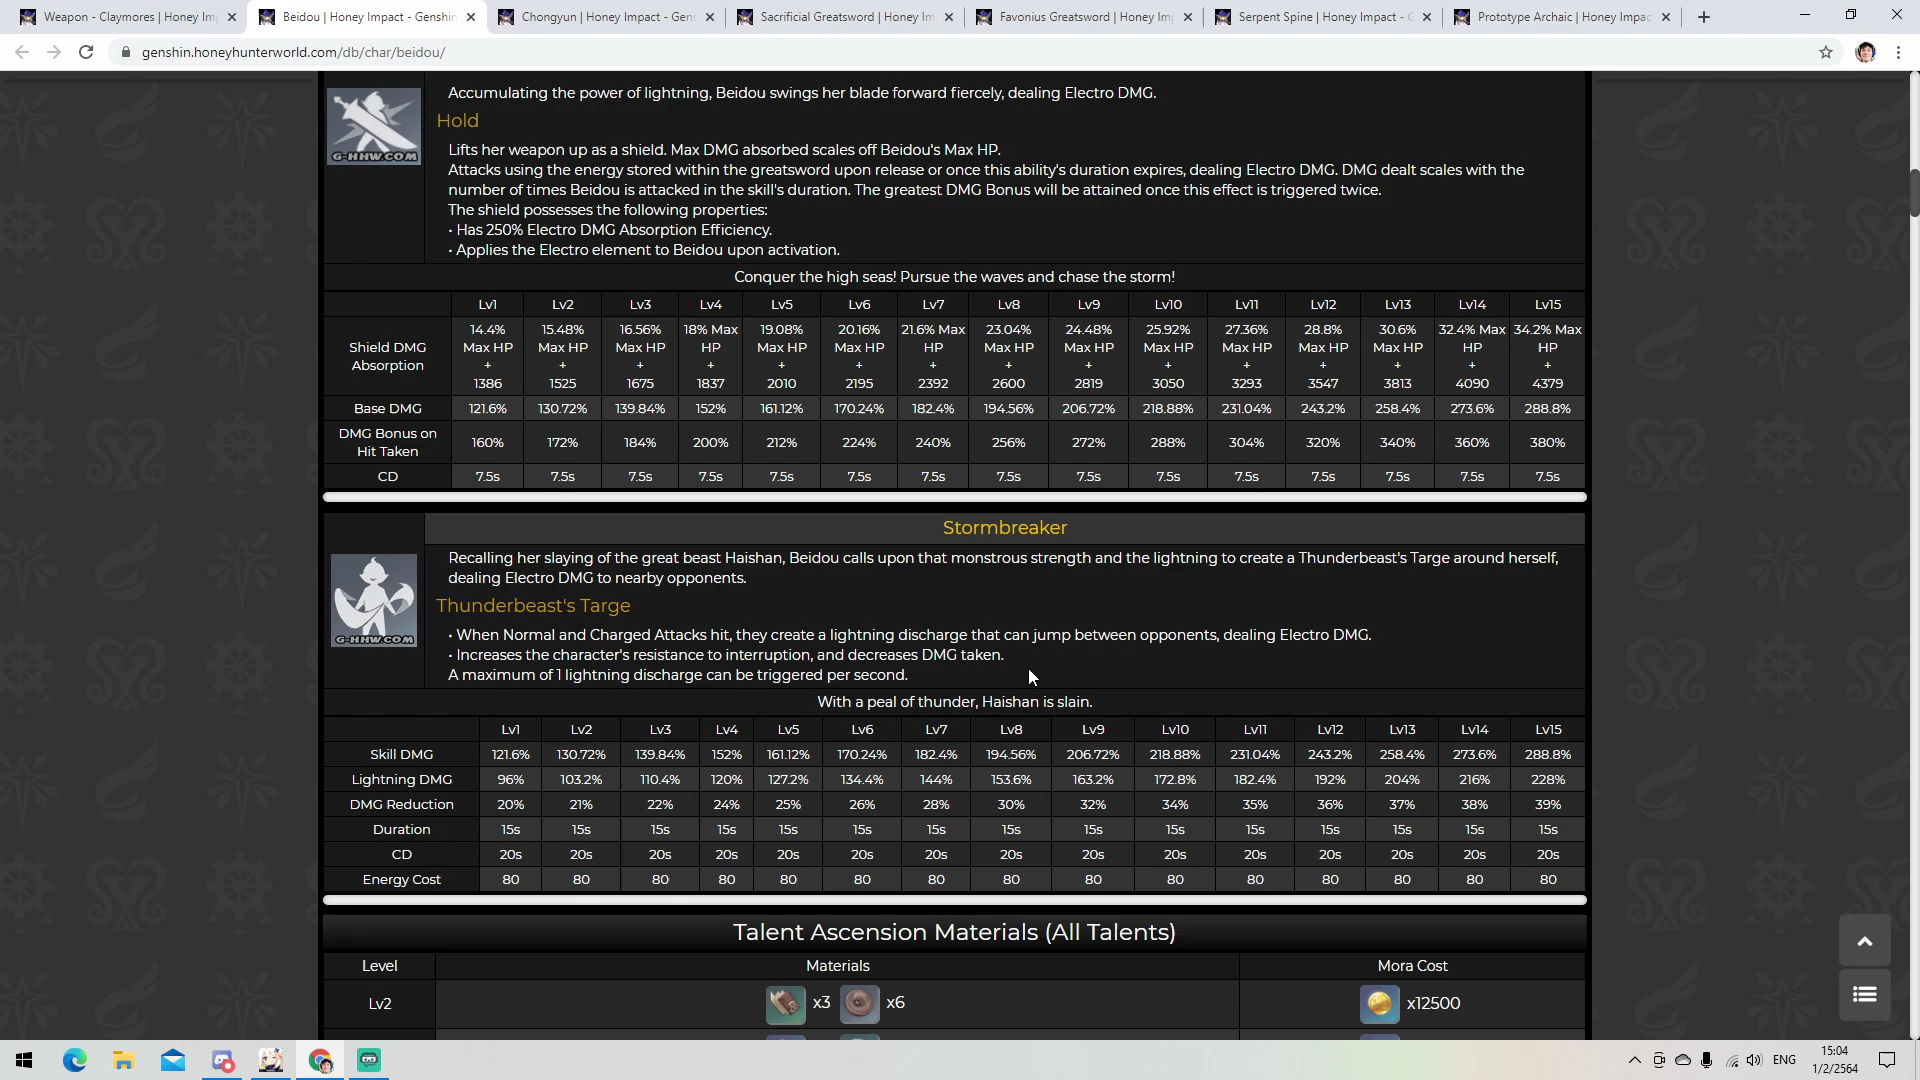 Weapon - Claymores | Honey Im
Beidou | Honey Impact - Genshin
Chongyun | Honey Impact - Gens
Sacrificial Greatsword | Honey Im
Favonius Greatsword | Honey Imp
Serpent Spine | Honey Impact - G
Prototype Archaic | Honey Impac
genshin.honeyhunterworld.com/db/char/beidou/
Accumulating the power of lightning, Beidou swings her blade forward fiercely, dealing Electro DMG.
Hold
G-HHW.COM
Lifts her weapon up as a shield. Max DMG absorbed scales off Beidou's Max HP.
Attacks using the energy stored within the greatsword upon release or once this ability's duration expires, dealing Electro DMG. DMG dealt scales with the
number of times Beidou is attacked in the skill's duration. The greatest DMG Bonus will be attained once this effect is triggered twice.
The shield possesses the following properties:
• Has 250% Electro DMG Absorption Efficiency.
• Applies the Electro element to Beidou upon activation.
Conquer the high seas! Pursue the waves and chase the storm!
Lv1 Lv2 Lv3 Lv4 Lv5 Lv6 Lv7 Lv8 Lv9 Lv10 Lv11 Lv12 Lv13 Lv14 Lv15
Shield DMG Absorption 14.4% Max HP + 1386 15.48% Max HP + 1525 16.56% Max HP + 1675 18% Max HP + 1837 19.08% Max HP + 2010 20.16% Max HP + 2195 21.6% Max HP + 2392 23.04% Max HP + 2600 24.48% Max HP + 2819 25.92% Max HP + 3050 27.36% Max HP + 3293 28.8% Max HP + 3547 30.6% Max HP + 3813 32.4% Max HP + 4090 34.2% Max HP + 4379
Base DMG 121.6% 130.72% 139.84% 152% 161.12% 170.24% 182.4% 194.56% 206.72% 218.88% 231.04% 243.2% 258.4% 273.6% 288.8%
DMG Bonus on Hit Taken 160% 172% 184% 200% 212% 224% 240% 256% 272% 288% 304% 320% 340% 360% 380%
CD 7.5s 7.5s 7.5s 7.5s 7.5s 7.5s 7.5s 7.5s 7.5s 7.5s 7.5s 7.5s 7.5s 7.5s 7.5s
Stormbreaker
Recalling her slaying of the great beast Haishan, Beidou calls upon that monstrous strength and the lightning to create a Thunderbeast's Targe around herself,
dealing Electro DMG to nearby opponents.
Thunderbeast's Targe
G-HHW.COM
• When Normal and Charged Attacks hit, they create a lightning discharge that can jump between opponents, dealing Electro DMG.
• Increases the character's resistance to interruption, and decreases DMG taken.
A maximum of 1 lightning discharge can be triggered per second.
With a peal of thunder, Haishan is slain.
Lv1 Lv2 Lv3 Lv4 Lv5 Lv6 Lv7 Lv8 Lv9 Lv10 Lv11 Lv12 Lv13 Lv14 Lv15
Skill DMG 121.6% 130.72% 139.84% 152% 161.12% 170.24% 182.4% 194.56% 206.72% 218.88% 231.04% 243.2% 258.4% 273.6% 288.8%
Lightning DMG 96% 103.2% 110.4% 120% 127.2% 134.4% 144% 153.6% 163.2% 172.8% 182.4% 192% 204% 216% 228%
DMG Reduction 20% 21% 22% 24% 25% 26% 28% 30% 32% 34% 35% 36% 37% 38% 39%
Duration 15s 15s 15s 15s 15s 15s 15s 15s 15s 15s 15s 15s 15s 15s 15s
CD 20s 20s 20s 20s 20s 20s 20s 20s 20s 20s 20s 20s 20s 20s 20s
Energy Cost 80 80 80 80 80 80 80 80 80 80 80 80 80 80 80
Talent Ascension Materials (All Talents)
Level Materials Mora Cost
Lv2 x3 x6 x12500
ENG
15:04
1/2/2564